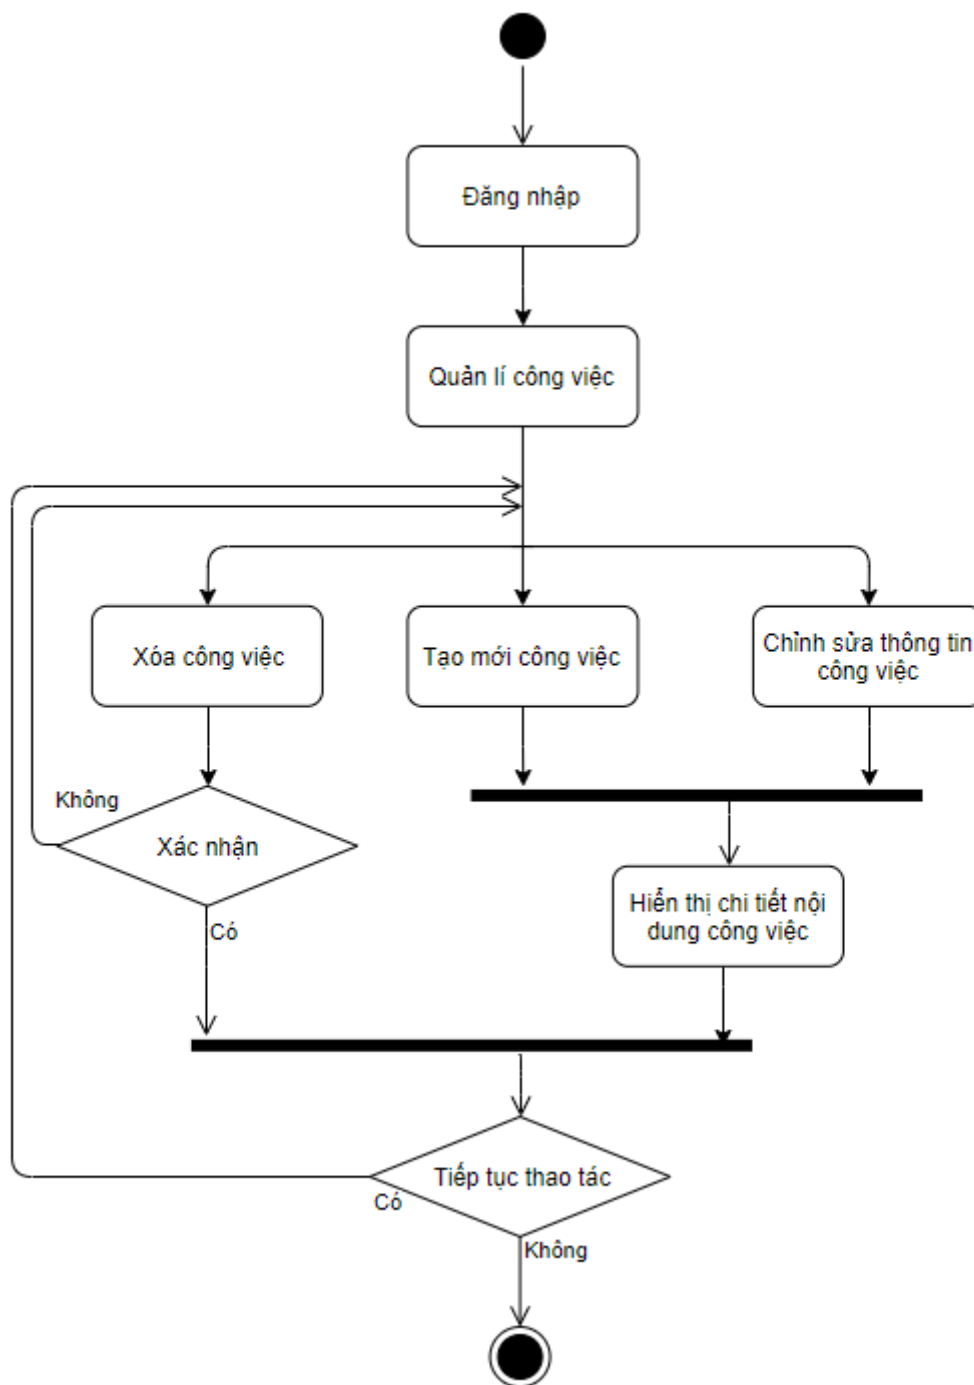 Đăng nhập
Quản lí công việc
Xóa công việc
Tạo mới công việc
Chỉnh sửa thông tin
công việc
Không
Xác nhận
Có
Hiển thị chi tiết nội
dung công việc
Tiếp tục thao tác
Có
Không